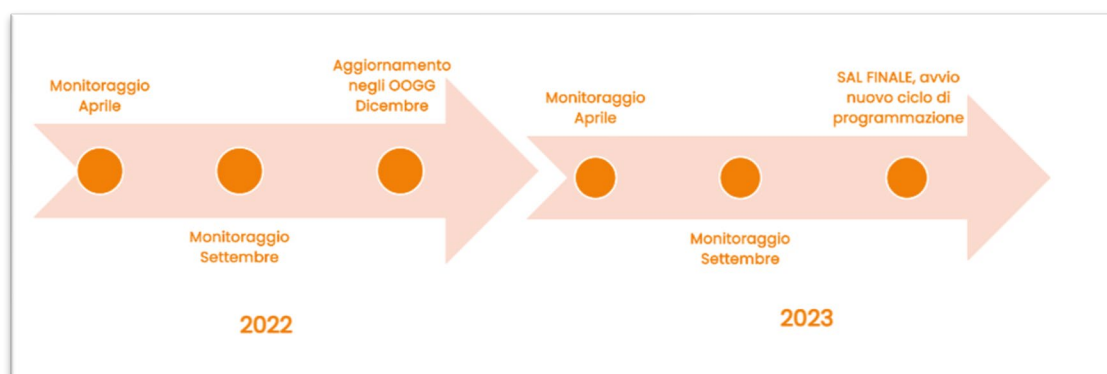 Monitoraggio
Aprile
Aggiornamento
negli OOGG
Dicembre
Monitoraggio
Settembre
2022
Monitoraggio
Aprile
SAL FINALE, avvio
nuovo ciclo di
programmazione
Monitoraggio
Settembre
2023